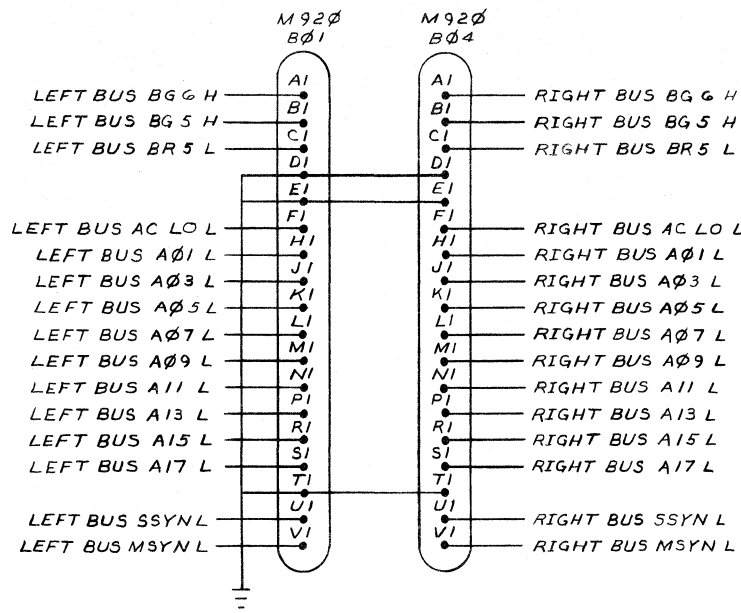 M92Ø M92Ø
BØ1 BØ4
A1 A1
LEFT BUS BG6 H RIGHT BUS BG6 H
B1 B1
LEFT BUS BG5 H RIGHT BUS BG5 H
C1 C1
LEFT BUS BR5 L RIGHT BUS BR5 L
D1 D1
E1 E1
F1 F1
LEFT BUS AC LO L RIGHT BUS AC LO L
H1 H1
LEFT BUS AØ1 L RIGHT BUS AØ1 L
J1 J1
LEFT BUS AØ3 L RIGHT BUS AØ3 L
K1 K1
LEFT BUS AØ5 L RIGHT BUS AØ5 L
L1 L1
LEFT BUS AØ7 L RIGHT BUS AØ7 L
M1 M1
LEFT BUS AØ9 L RIGHT BUS AØ9 L
N1 N1
LEFT BUS A11 L RIGHT BUS A11 L
P1 P1
LEFT BUS A13 L RIGHT BUS A13 L
R1 R1
LEFT BUS A15 L RIGHT BUS A15 L
S1 S1
LEFT BUS A17 L RIGHT BUS A17 L
T1 T1
U1 U1
LEFT BUS SSYN L RIGHT BUS SSYN L
V1 V1
LEFT BUS MSYN L RIGHT BUS MSYN L